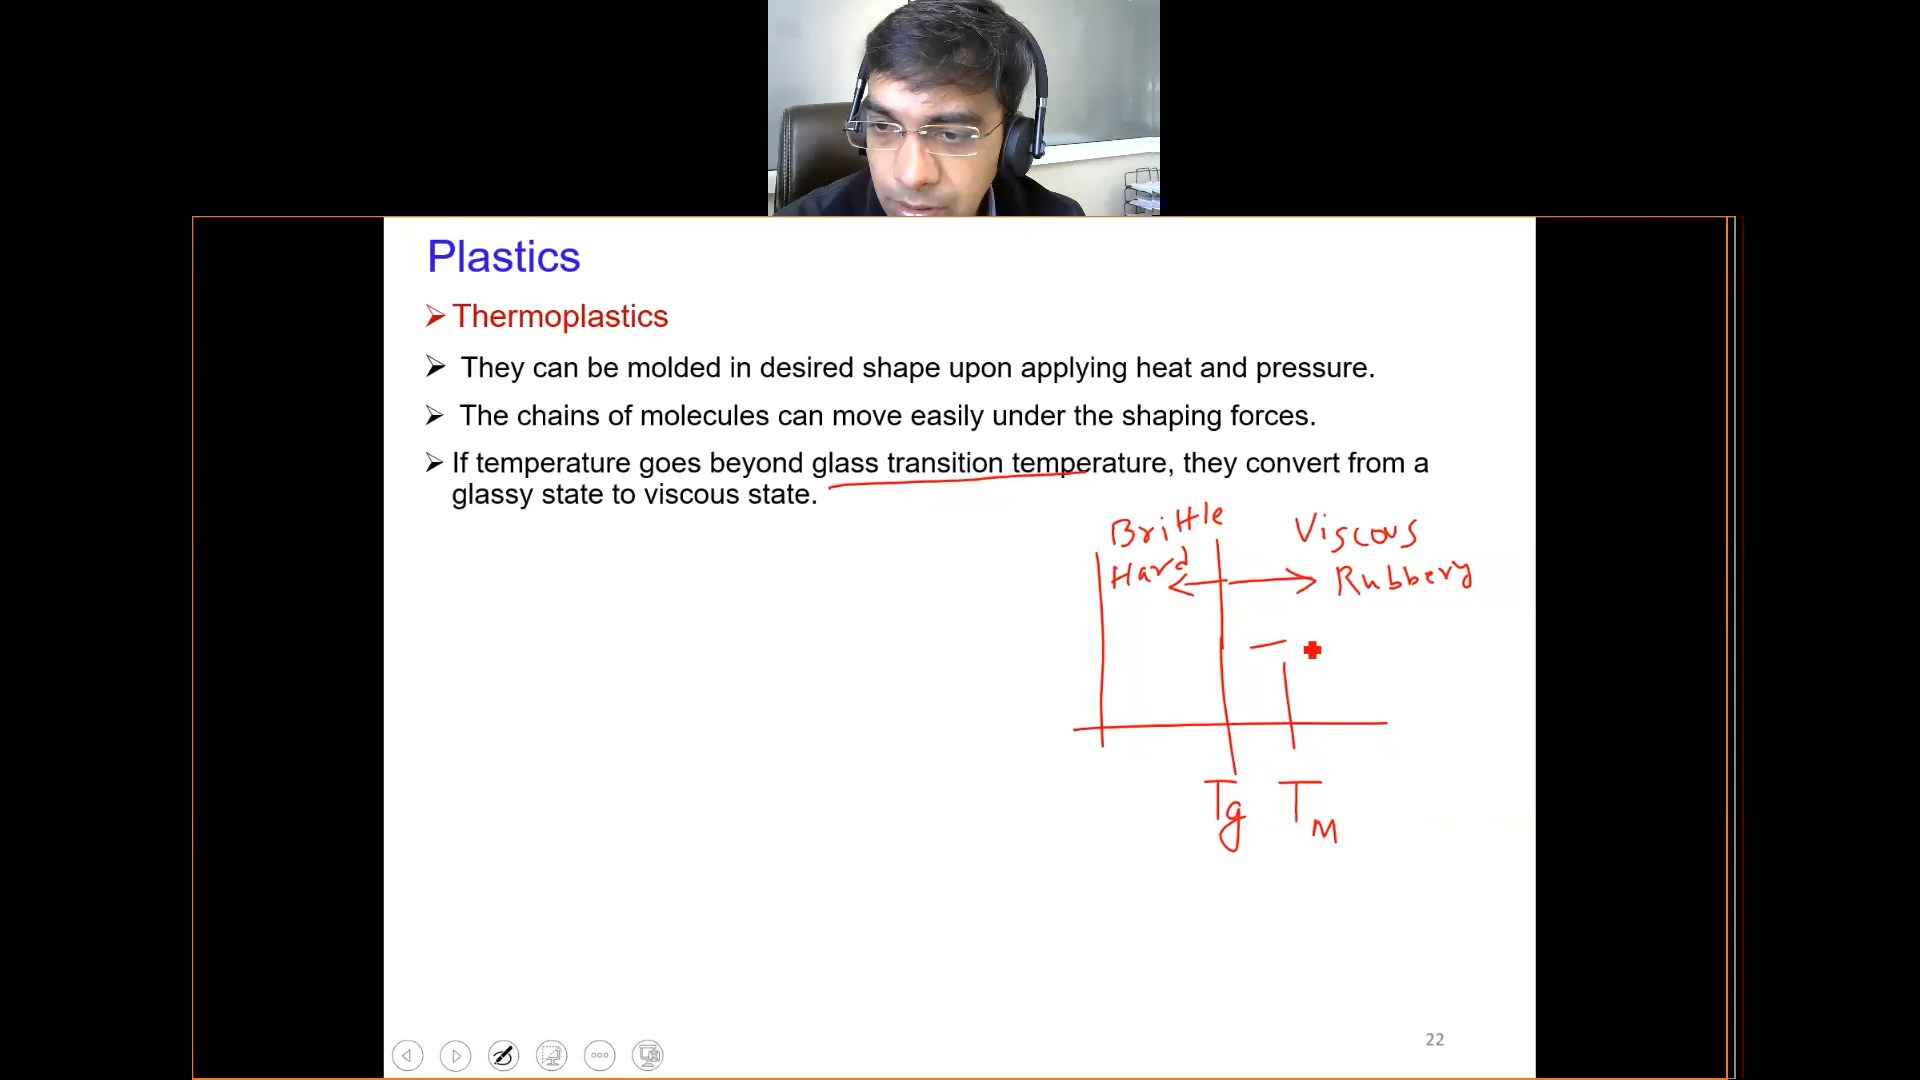 Plastics
Thermoplastics
They can be molded in desired shape upon applying heat and pressure.
The chains of molecules can move easily under the shaping forces.
If temperature goes beyond glass transition temperature, they convert from a
glassy state to viscous state.
Brittle Viscous
Hard Rubbery
Tg TM
22